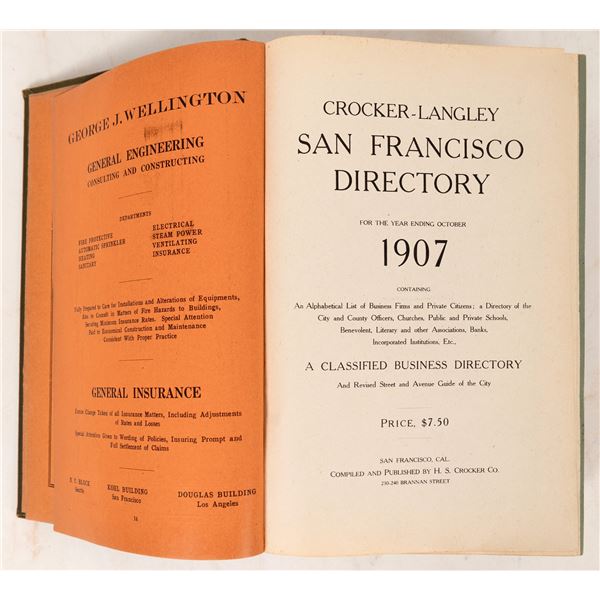 GEORGE J. WELLINGTON
GENERAL ENGINEERING
CONSULTING AND CONSTRUCTING
DEPARTMENTS
FIRE PROTECTIVE
AUTOMATIC SPRINKLER
HEATING
SANITARY
ELECTRICAL
STEAM POWER
VENTILATING
INSURANCE
Fully Prepared to Care for Installations and Alterations of Equipments,
Also to Consult in Matters of Fire Hazards to Buildings,
Securing Minimum Insurance Rates. Special Attention
Paid to Economical Construction and Maintenance
Consistent With Proper Practice
GENERAL INSURANCE
Entire Charge Taken of all Insurance Matters, Including Adjustments
of Rates and Losses
Special Attention Given to Wording of Policies, Insuring Prompt and
Full Settlement of Claims
BLOCK
Seattle
KOHL BUILDING
San Francisco
DOUGLAS BUILDING
Los Angeles
CROCKER-LANGLEY
SAN FRANCISCO
DIRECTORY
FOR THE YEAR ENDING OCTOBER
1907
CONTAINING
An Alphabetical List of Business Firms and Private Citizens; a Directory of the
City and County Officers, Churches, Public and Private Schools,
Benevolent, Literary and other Associations, Banks,
Incorporated Institutions, Etc.,
A CLASSIFIED BUSINESS DIRECTORY
And Revised Street and Avenue Guide of the City
PRICE, $7.50
SAN FRANCISCO, CAL.
COMPILED AND PUBLISHED BY H. S. CROCKER CO.
230-240 BRANNAN STREET